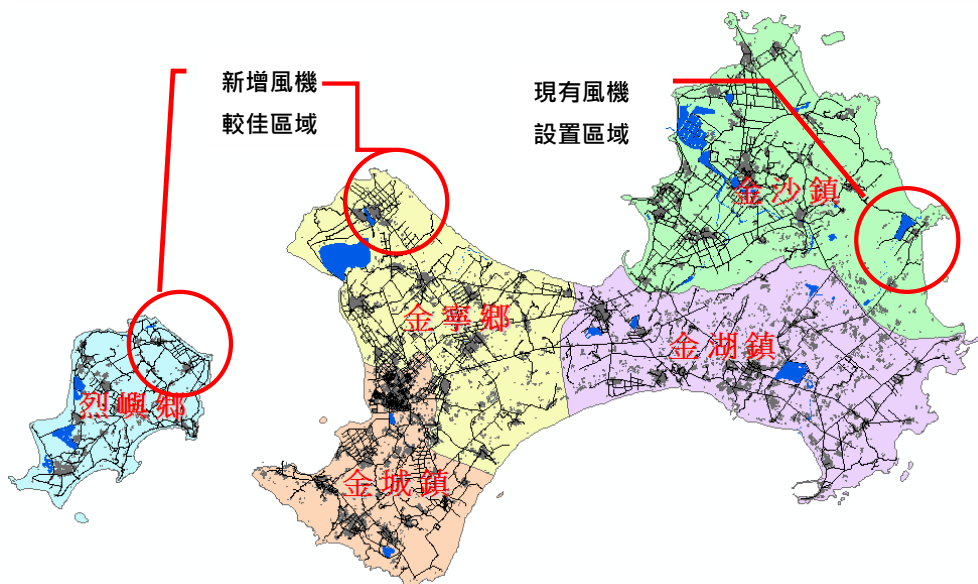 新增風機
較佳區域
現有風機
設置區域
金沙鎮
金寧鄉
金湖鎮
烈嶼鄉
金城鎮